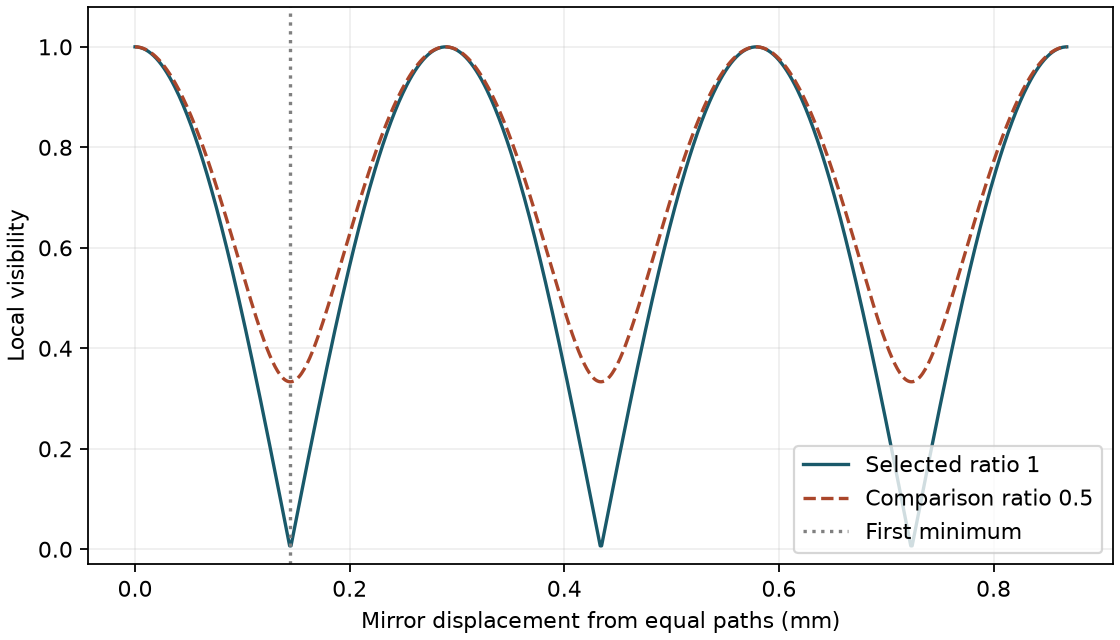 1.0
0.8
0.6
0.4
0.2
0.0
Local visibility
Selected ratio 1
Comparison ratio 0.5
First minimum
0.0 0.2 0.4 0.6 0.8
Mirror displacement from equal paths (mm)